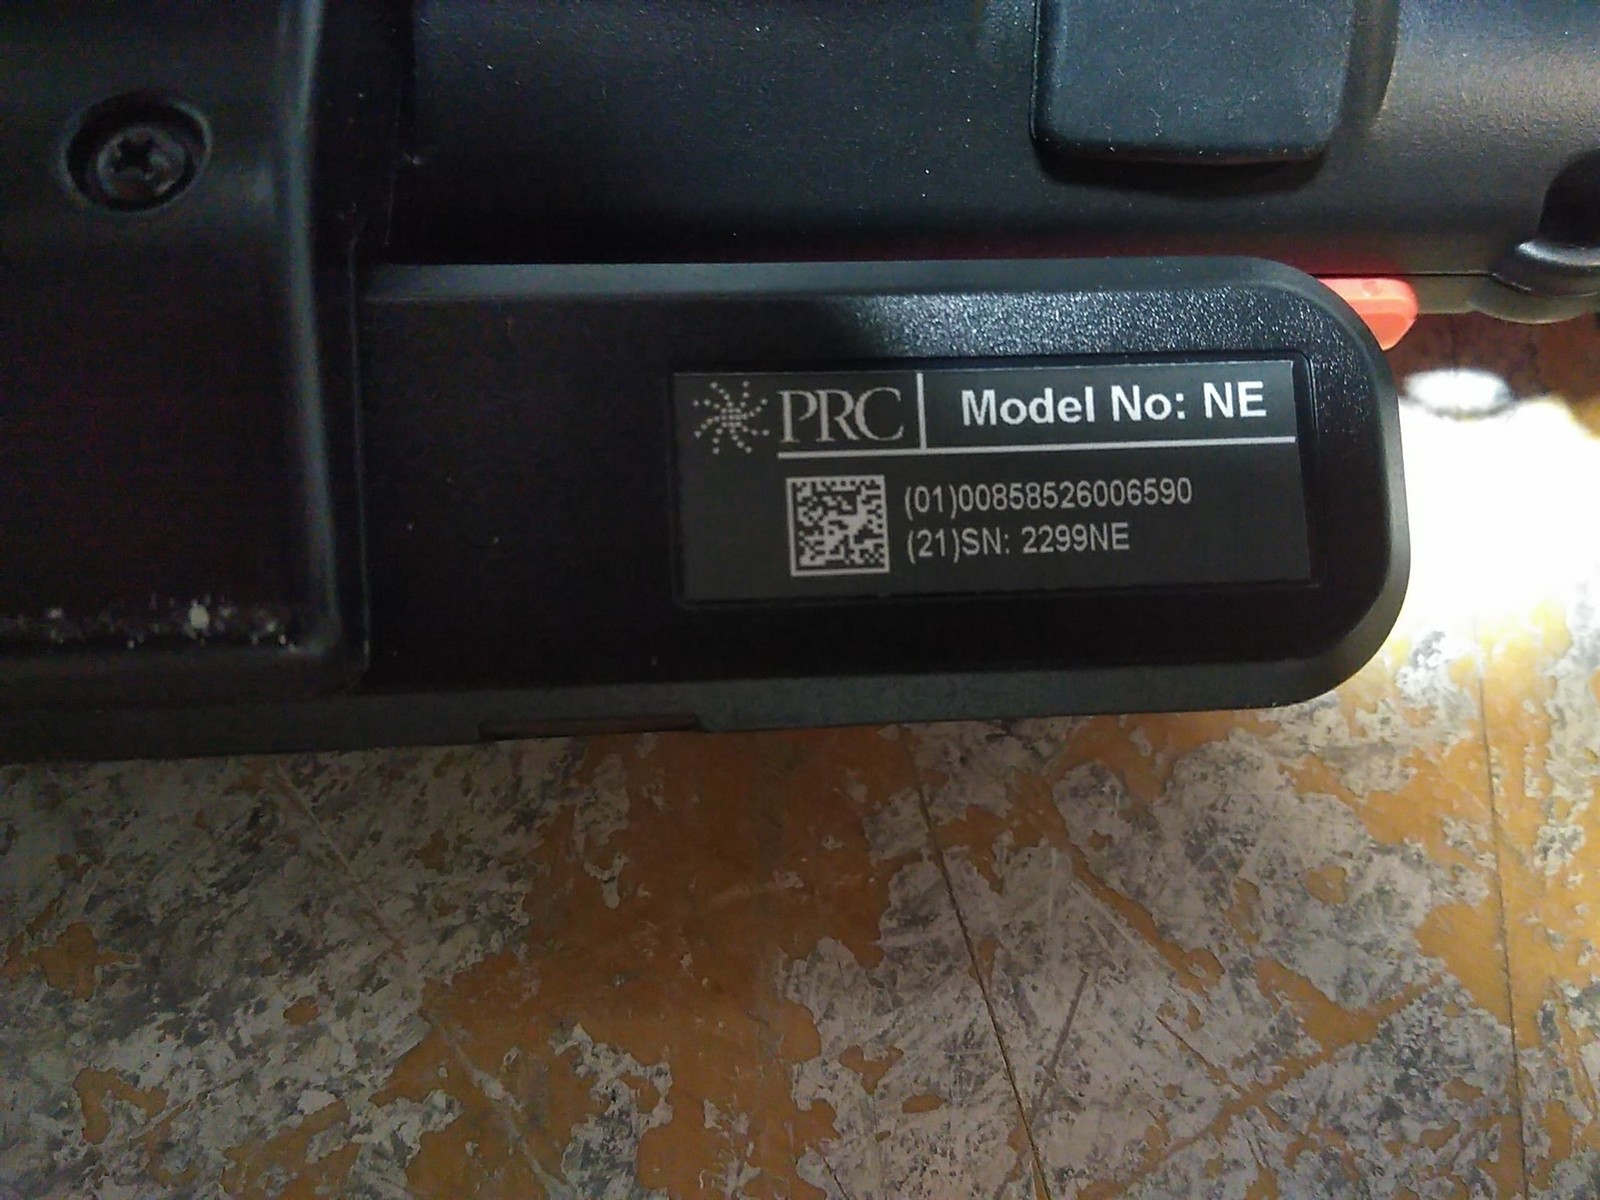 PRC
Model No: NE
(01)00858526006590
(21)SN: 2299NE